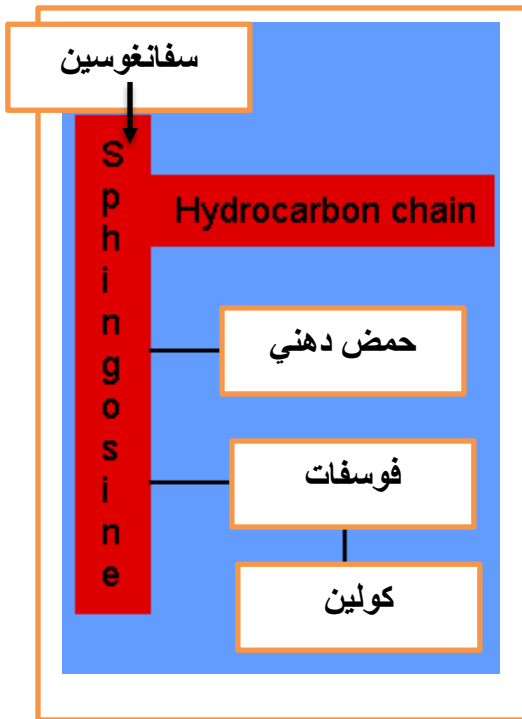 سفانغوسين
Sphingosine
Hydrocarbon chain
حمض دهني
فوسفات
كولين